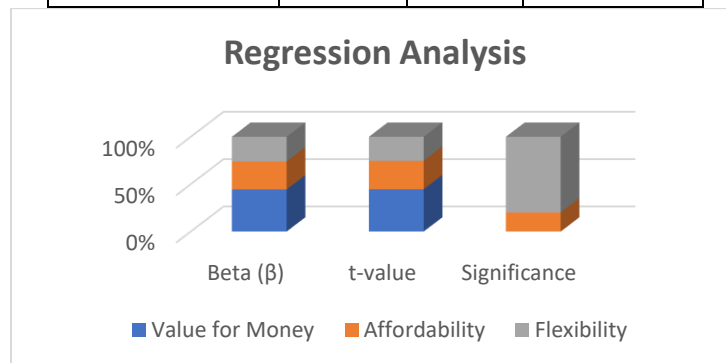 Regression Analysis
100%
50%
0%
Beta (β) t-value Significance
Value for Money Affordability Flexibility